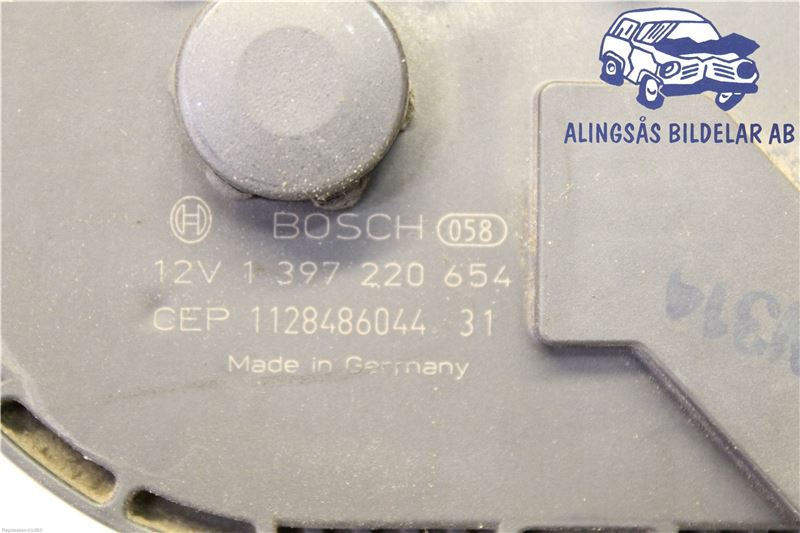 ALINGSÅS BILDELAR AB
BOSCH 058
12V 1 397 220 654
CEP 1128486044 31
Made in Germany